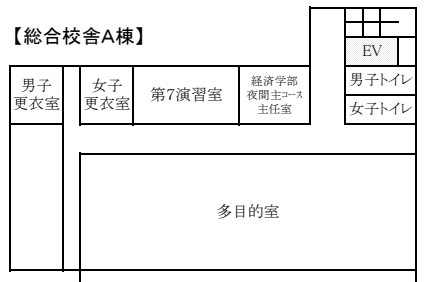 【総合校舎A棟】
EV
男子
更衣室
女子
更衣室
第7演習室
経済学部
夜間主コース
主任室
男子トイレ
女子トイレ
多目的室